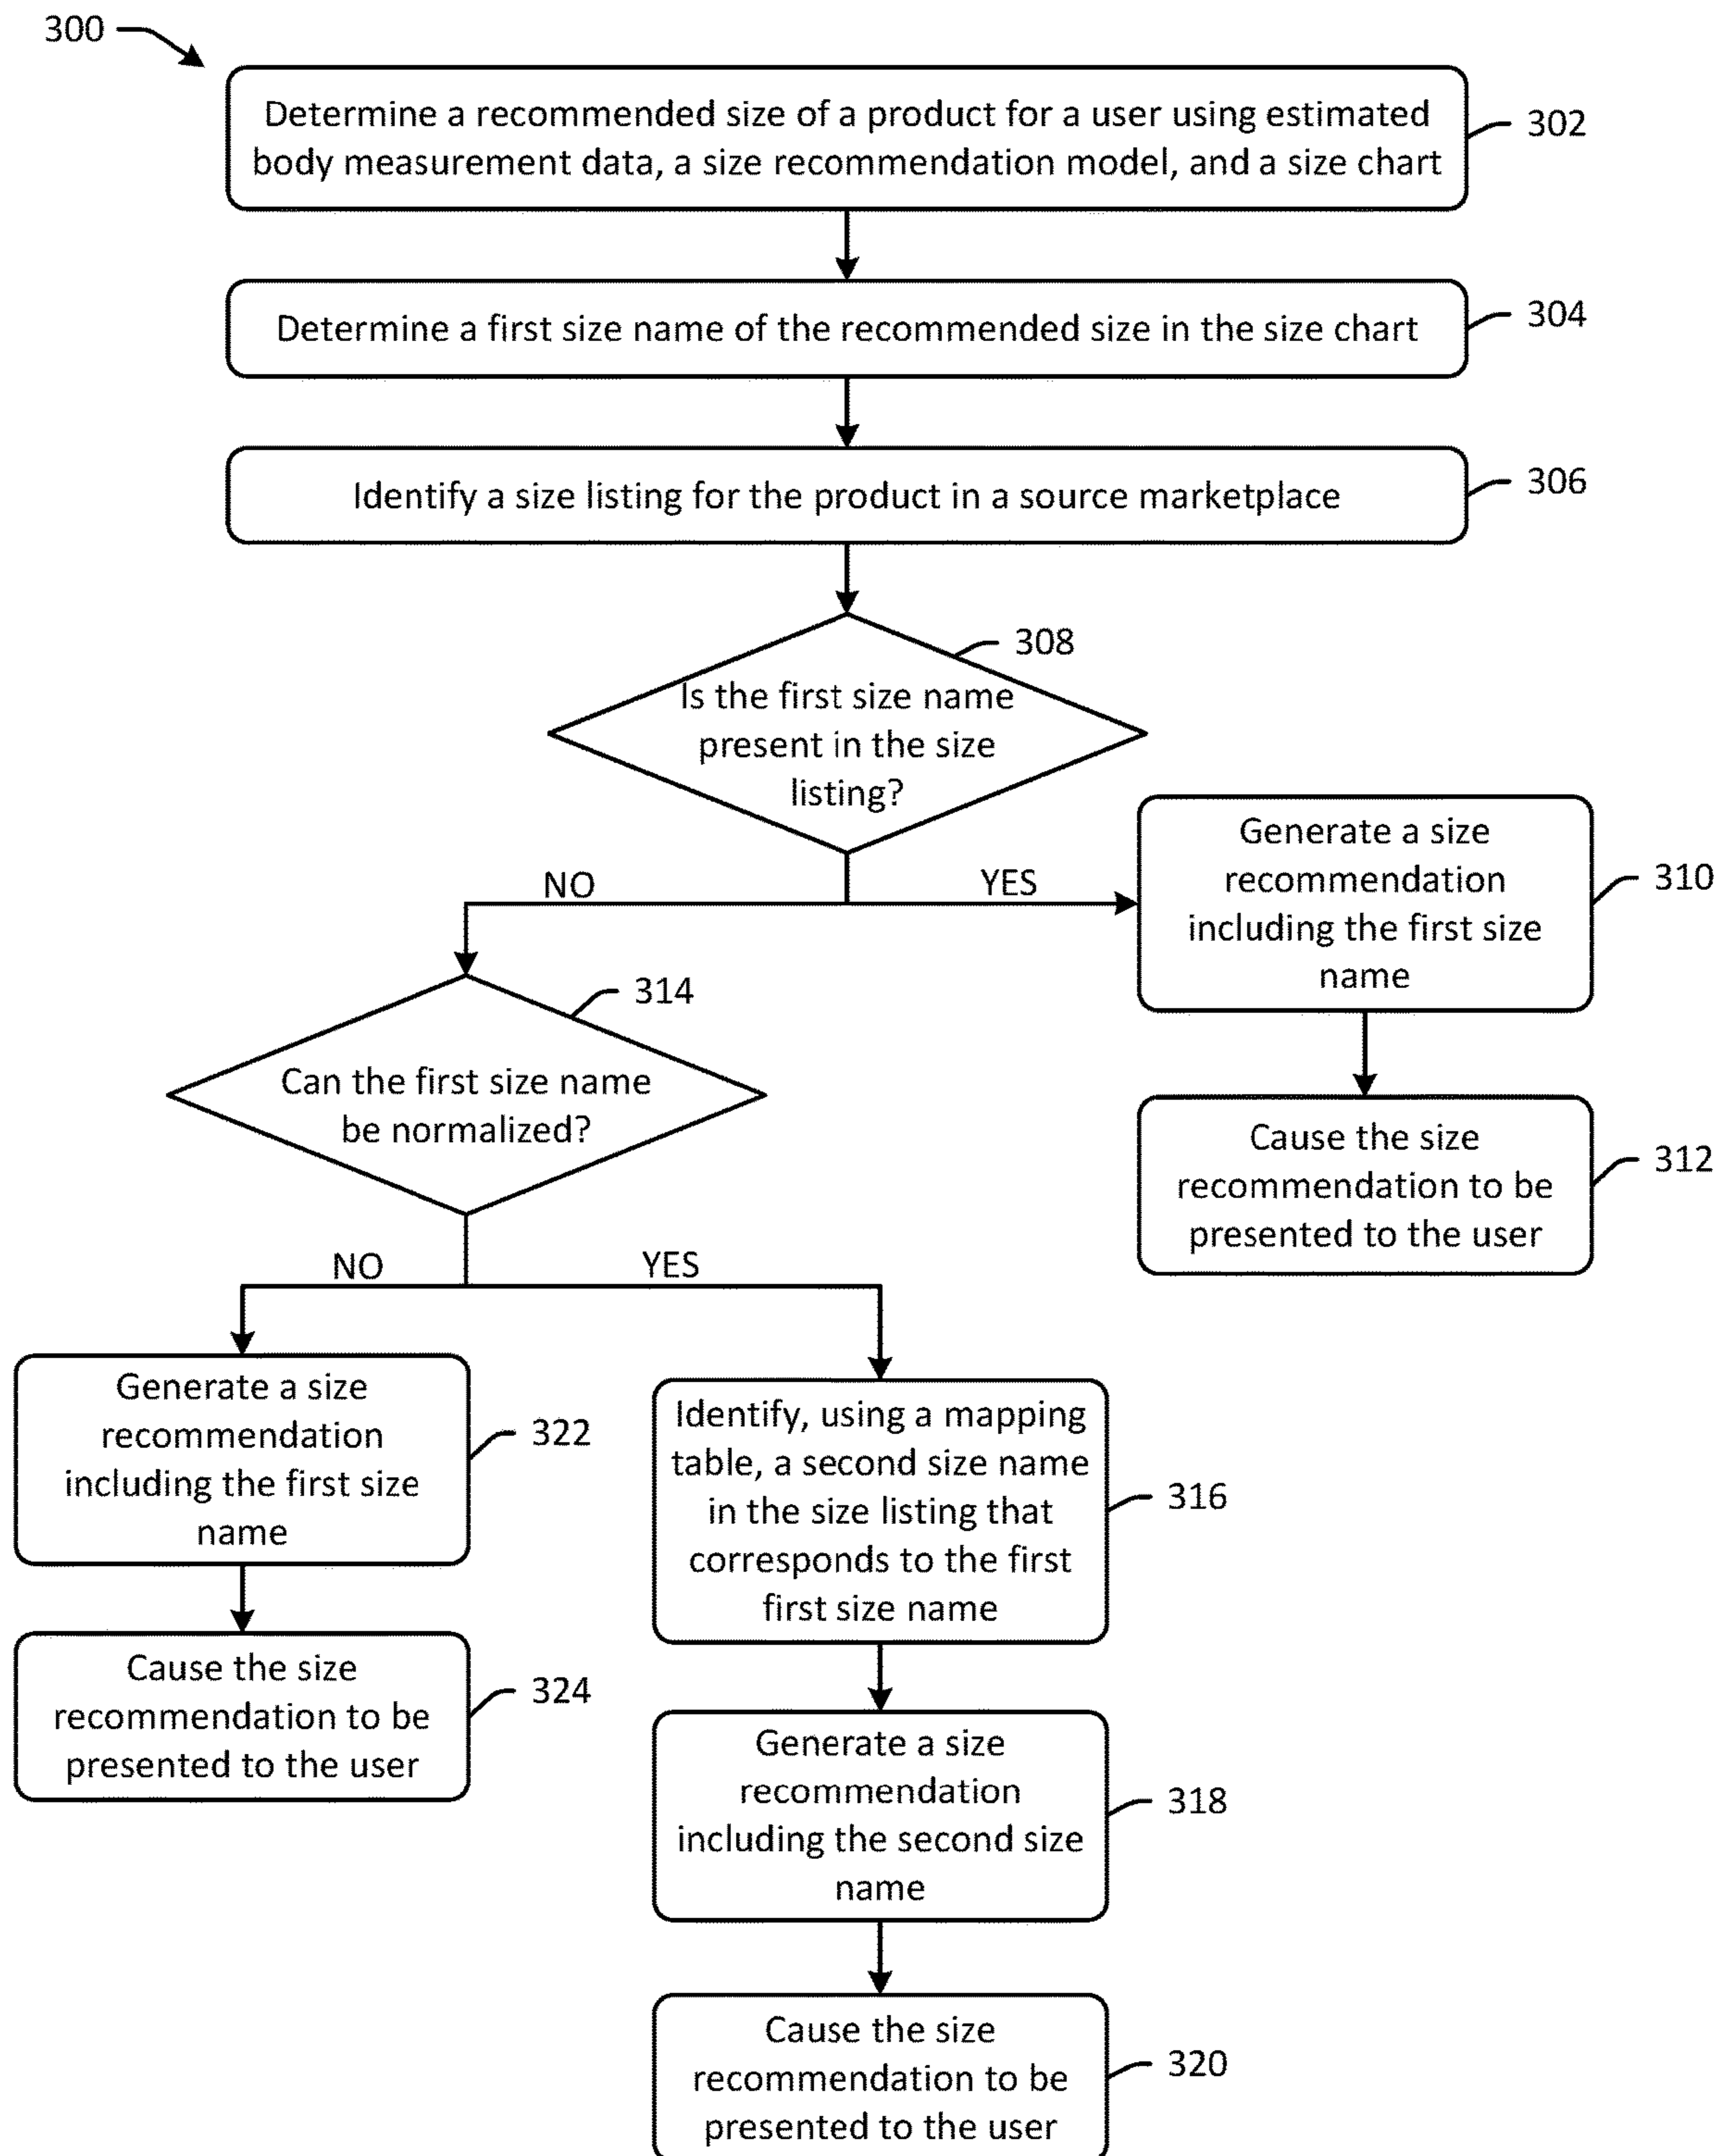 300
Determine a recommended size of a product for a user using estimated
body measurement data, a size recommendation model, and a size chart
302
Determine a first size name of the recommended size in the size chart
304
Identify a size listing for the product in a source marketplace
306
308
Is the first size name
present in the size
listing?
NO
YES
Generate a size
recommendation
including the first size
name
310
Cause the size
recommendation to be
presented to the user
312
314
Can the first size name
be normalized?
NO
YES
Generate a size
recommendation
including the first size
name
322
Cause the size
recommendation to be
presented to the user
324
Identify, using a mapping
table, a second size name
in the size listing that
corresponds to the first
first size name
316
Generate a size
recommendation
including the second size
name
318
Cause the size
recommendation to be
presented to the user
320